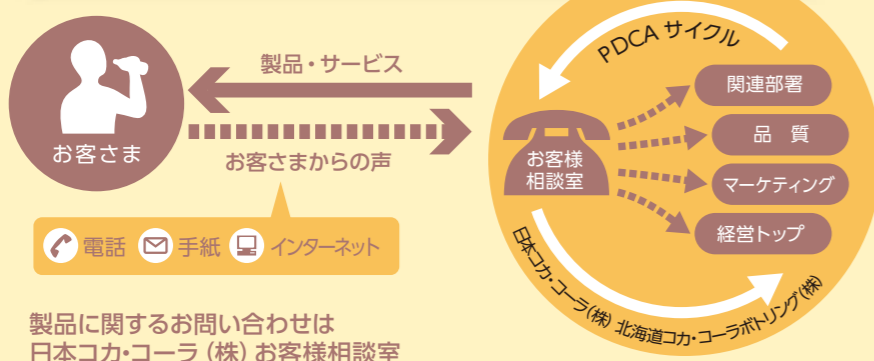 製品・サービス
お客さま
お客さまからの声
電話 手紙 インターネット
PDCA サイクル
お客様
相談室
関連部署
品 質
マーケティング
経営トップ
日本コカ・コーラ(株) 北海道コカ・コーラボトリング(株)
製品に関するお問い合わせは
日本コカ・コーラ(株)お客様相談室